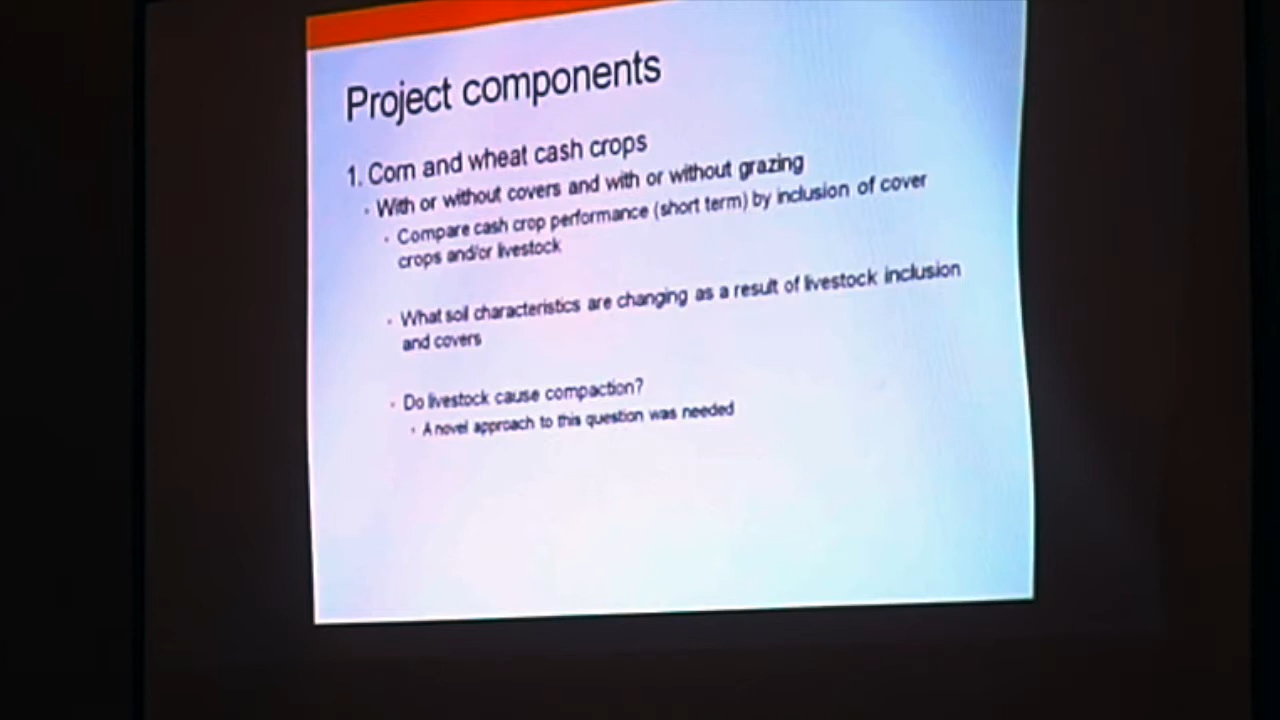 Project components
1. Corn and wheat cash crops
• With or without covers and with or without grazing
• Compare cash crop performance (short term) by inclusion of cover
crops and/or livestock
• What soil characteristics are changing as a result of livestock inclusion
and covers
• Do livestock cause compaction?
• A novel approach to this question was needed